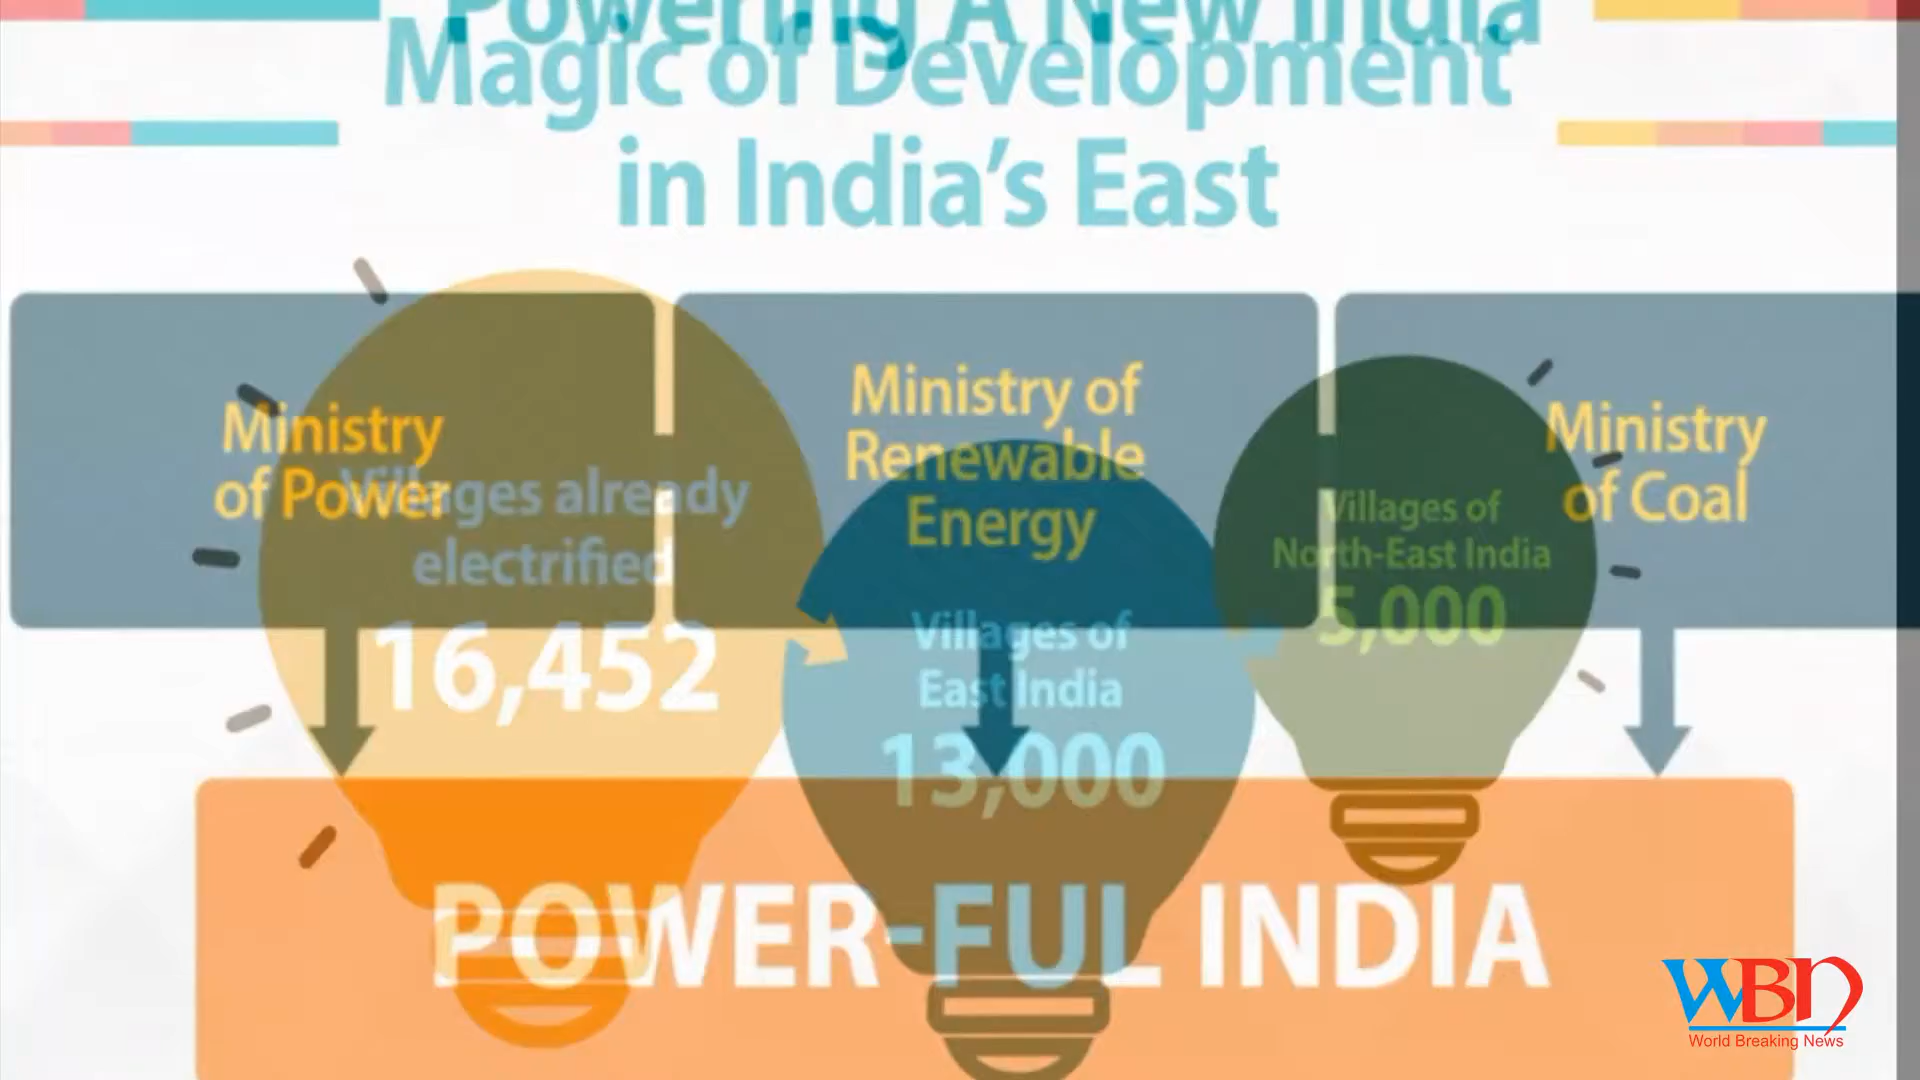 Powering A New India
Magic of Development
in India's East
Ministry
of Power
Ministry of
Renewable
Energy
Ministry
of Coal
Villages already
electrified
16,452
Villages of
East India
13,000
Villages of
North-East India
5,000
POWER-FUL INDIA
WBN
World Breaking News